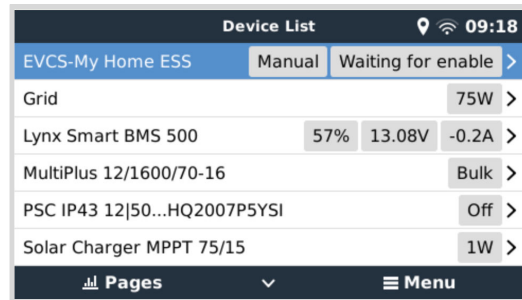 Device List 09:18
EVCS-My Home ESS Manual Waiting for enable
Grid 75W
Lynx Smart BMS 500 57% 13.08V -0.2A
MultiPlus 12/1600/70-16 Bulk
PSC IP43 12|50...HQ2007P5YSI Off
Solar Charger MPPT 75/15 1W
Pages Menu